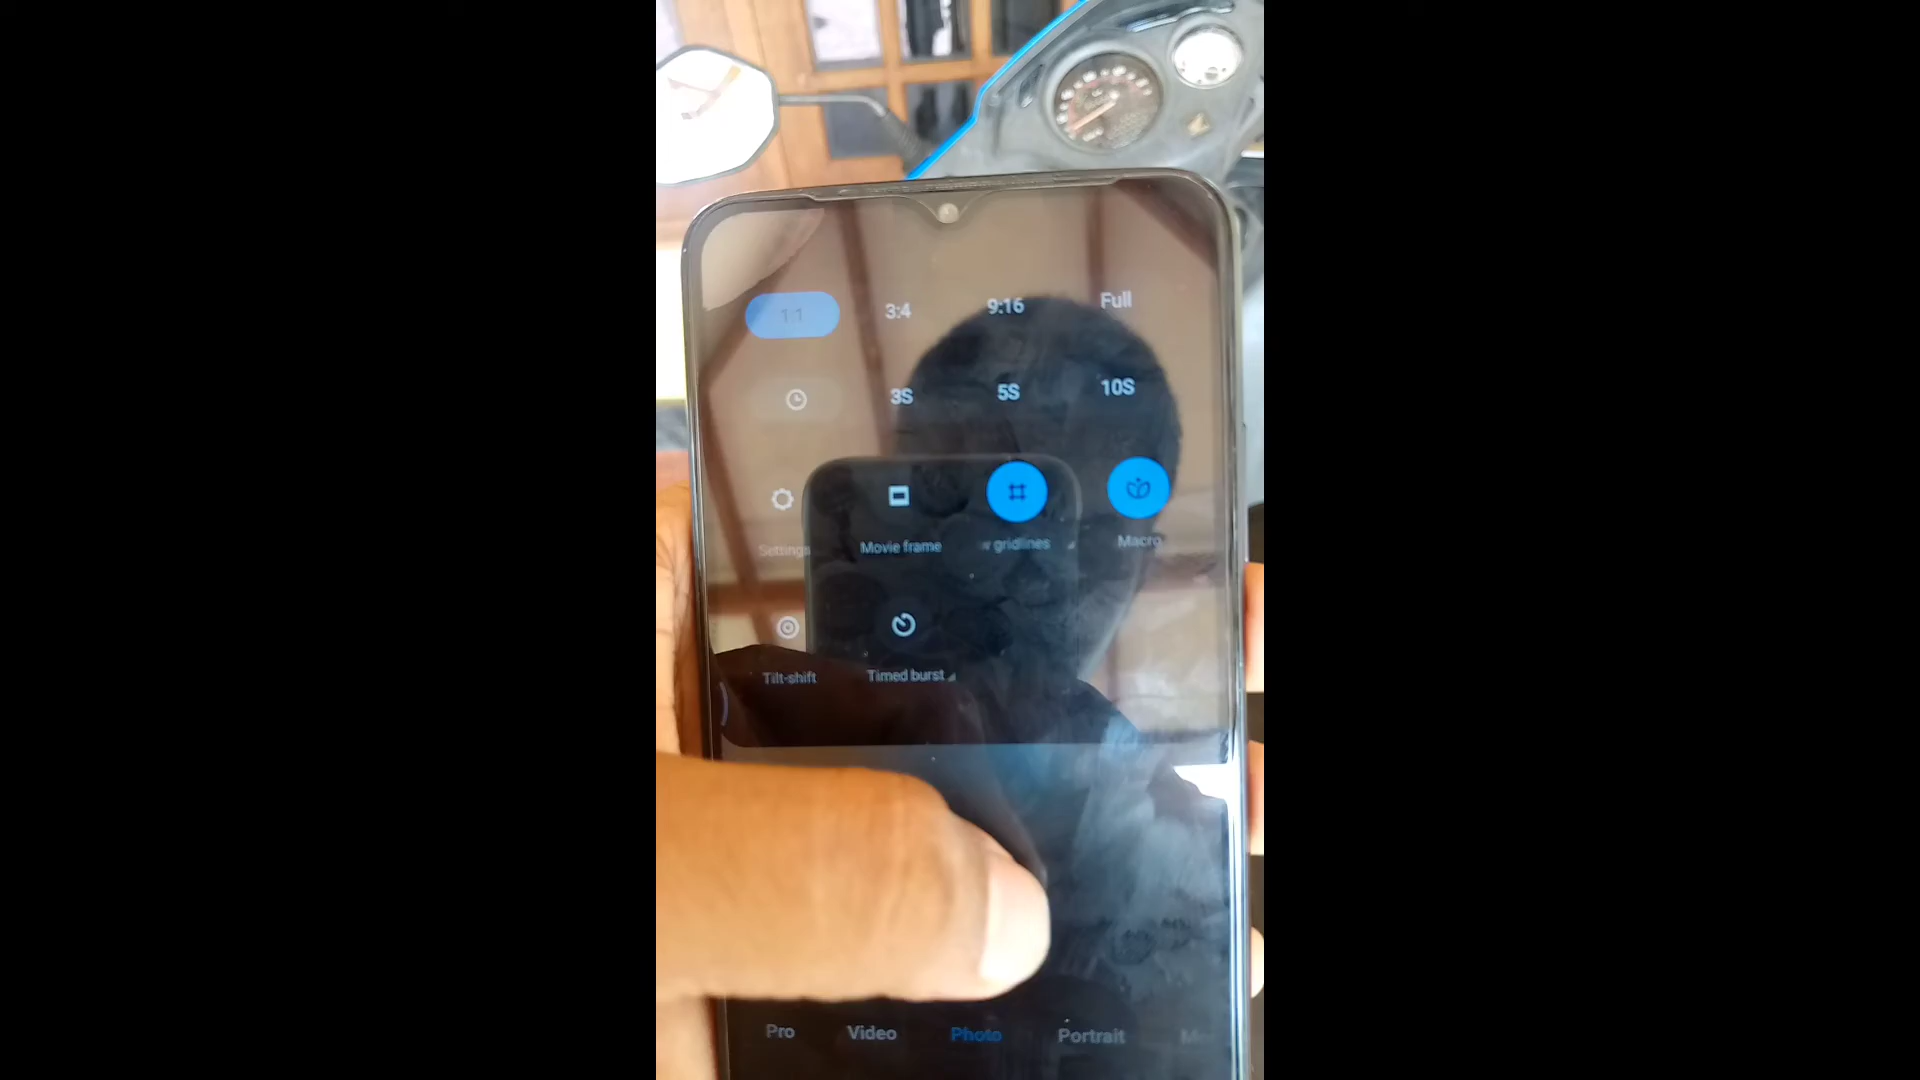 1:1 3:4 9:16 Full
3S 5S 10S
Settings Movie frame gridlines Macro
Tilt-shift Timed burst
Pro Video Photo Portrait